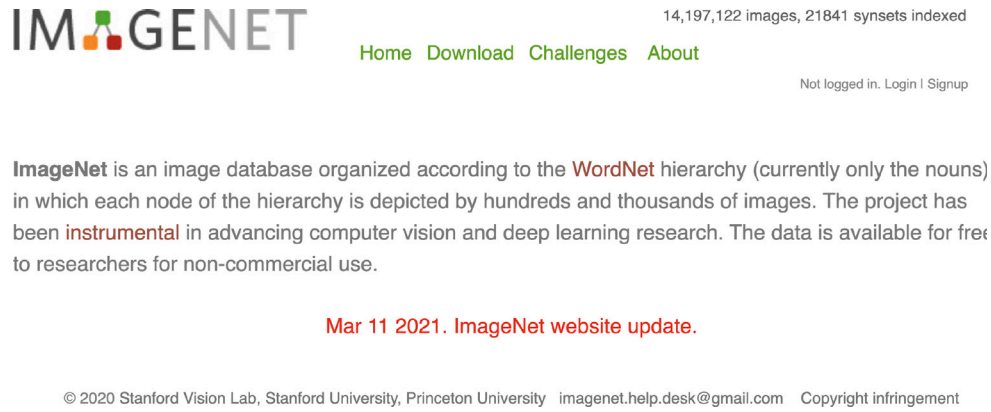 IMAGENET
14,197,122 images, 21841 synsets indexed
Home Download Challenges About
Not logged in. Login | Signup
ImageNet is an image database organized according to the WordNet hierarchy (currently only the nouns)
in which each node of the hierarchy is depicted by hundreds and thousands of images. The project has
been instrumental in advancing computer vision and deep learning research. The data is available for free
to researchers for non-commercial use.
Mar 11 2021. ImageNet website update.
© 2020 Stanford Vision Lab, Stanford University, Princeton University imagenet.help.desk@gmail.com Copyright infringement